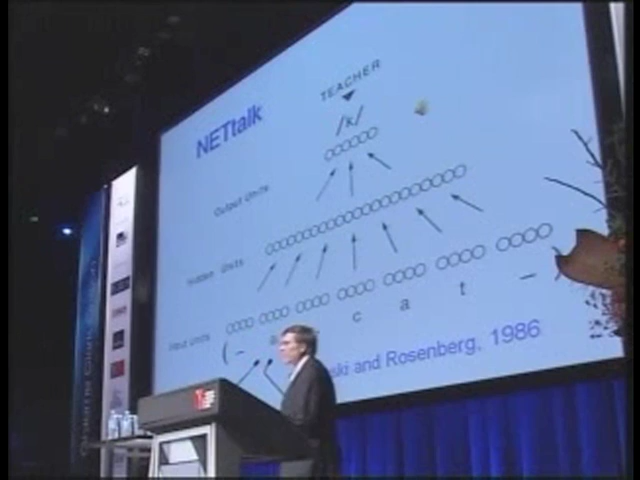 NETtalk
TEACHER
/k/
Output Units
Hidden Units
Input Units
( – a c a t –
ski and Rosenberg, 1986